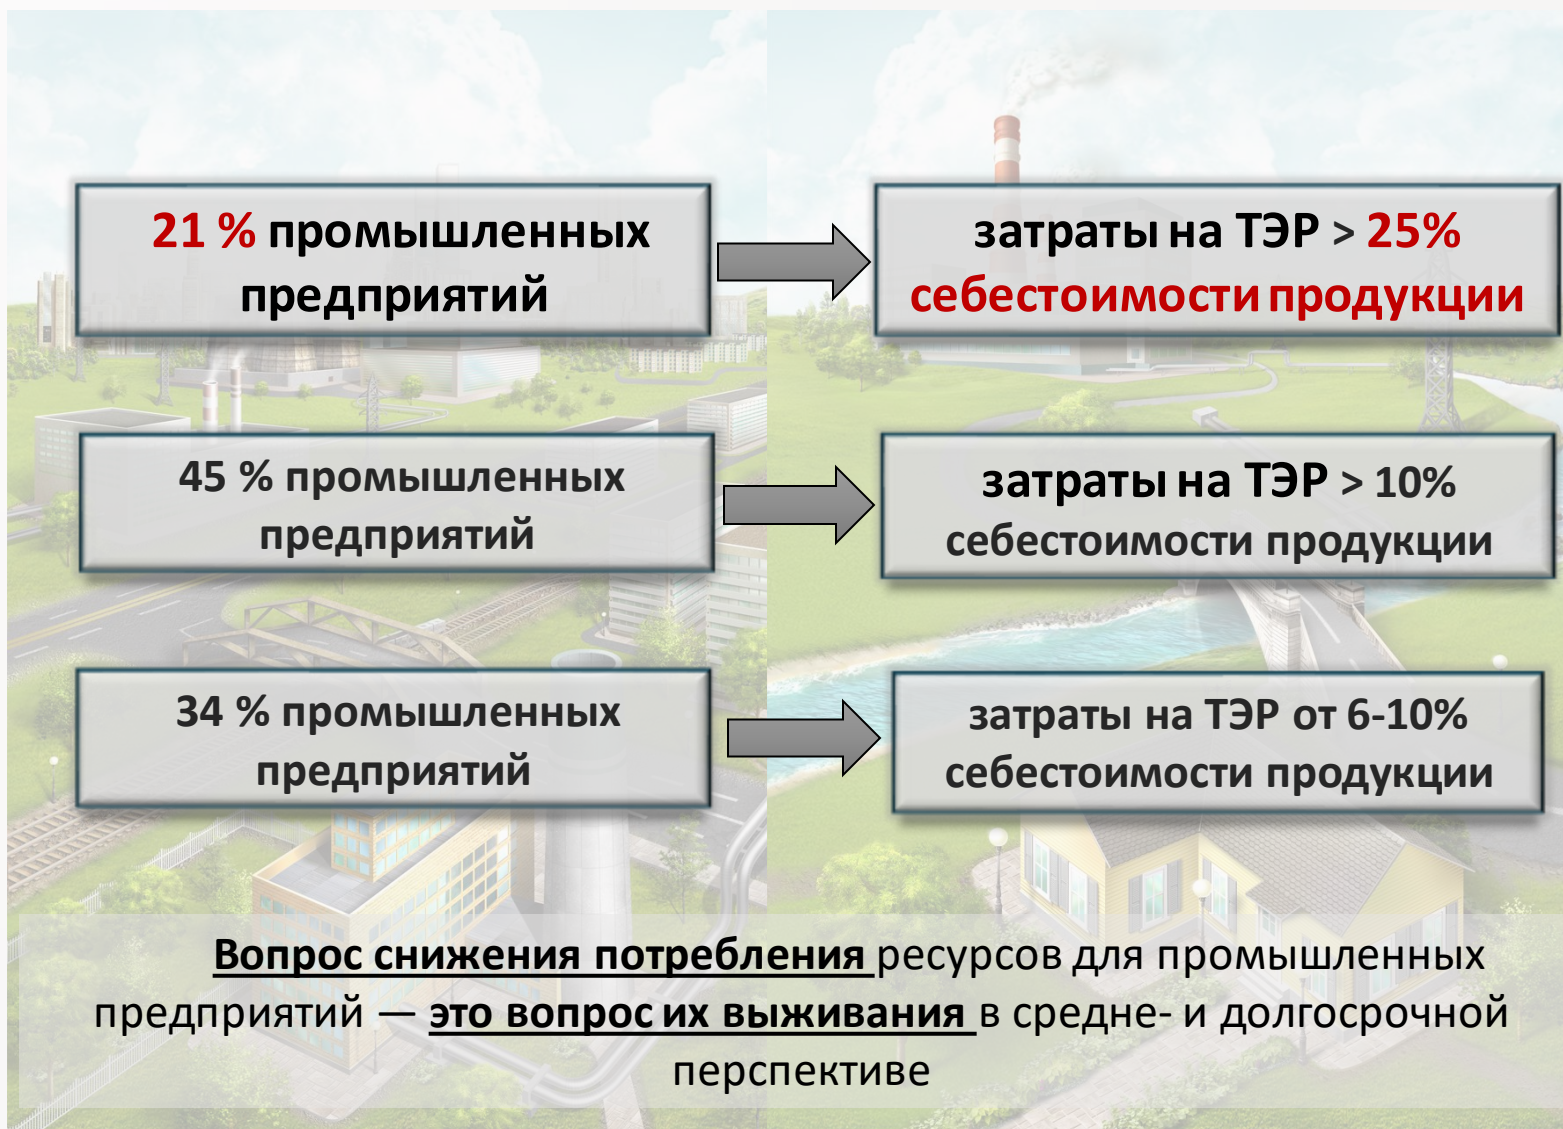 21 % промышленных
предприятий
затраты на ТЭР > 25%
себестоимости продукции
45 % промышленных
предприятий
затраты на ТЭР > 10%
себестоимости продукции
34 % промышленных
предприятий
затраты на ТЭР от 6-10%
себестоимости продукции
Вопрос снижения потребления ресурсов для промышленных
предприятий — это вопрос их выживания в средне- и долгосрочной
перспективе